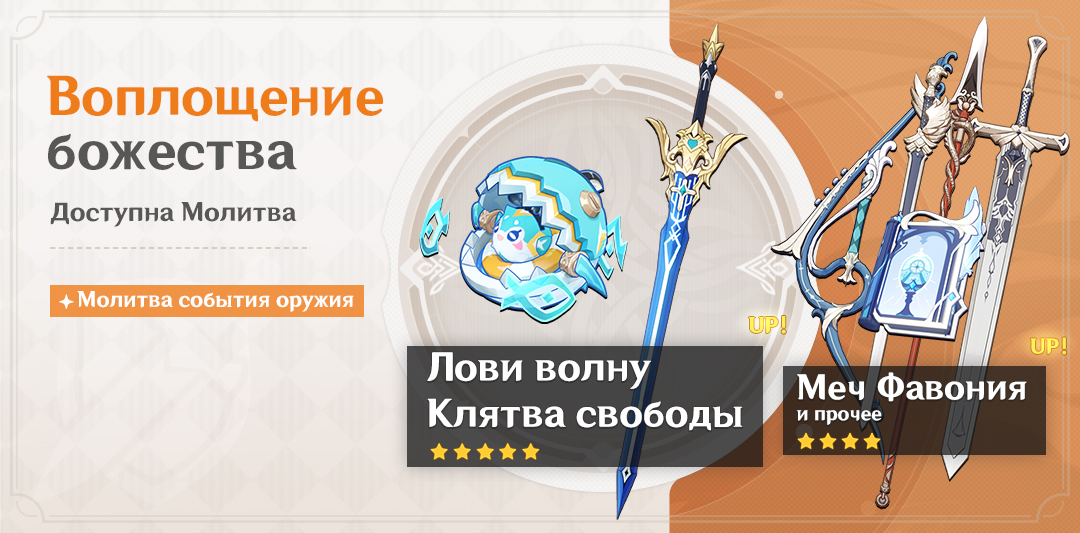 Воплощение
божества
Доступна Молитва
Молитва события оружия
Лови волну
Клятва свободы
UP!
Меч Фавония
и прочее
UP!